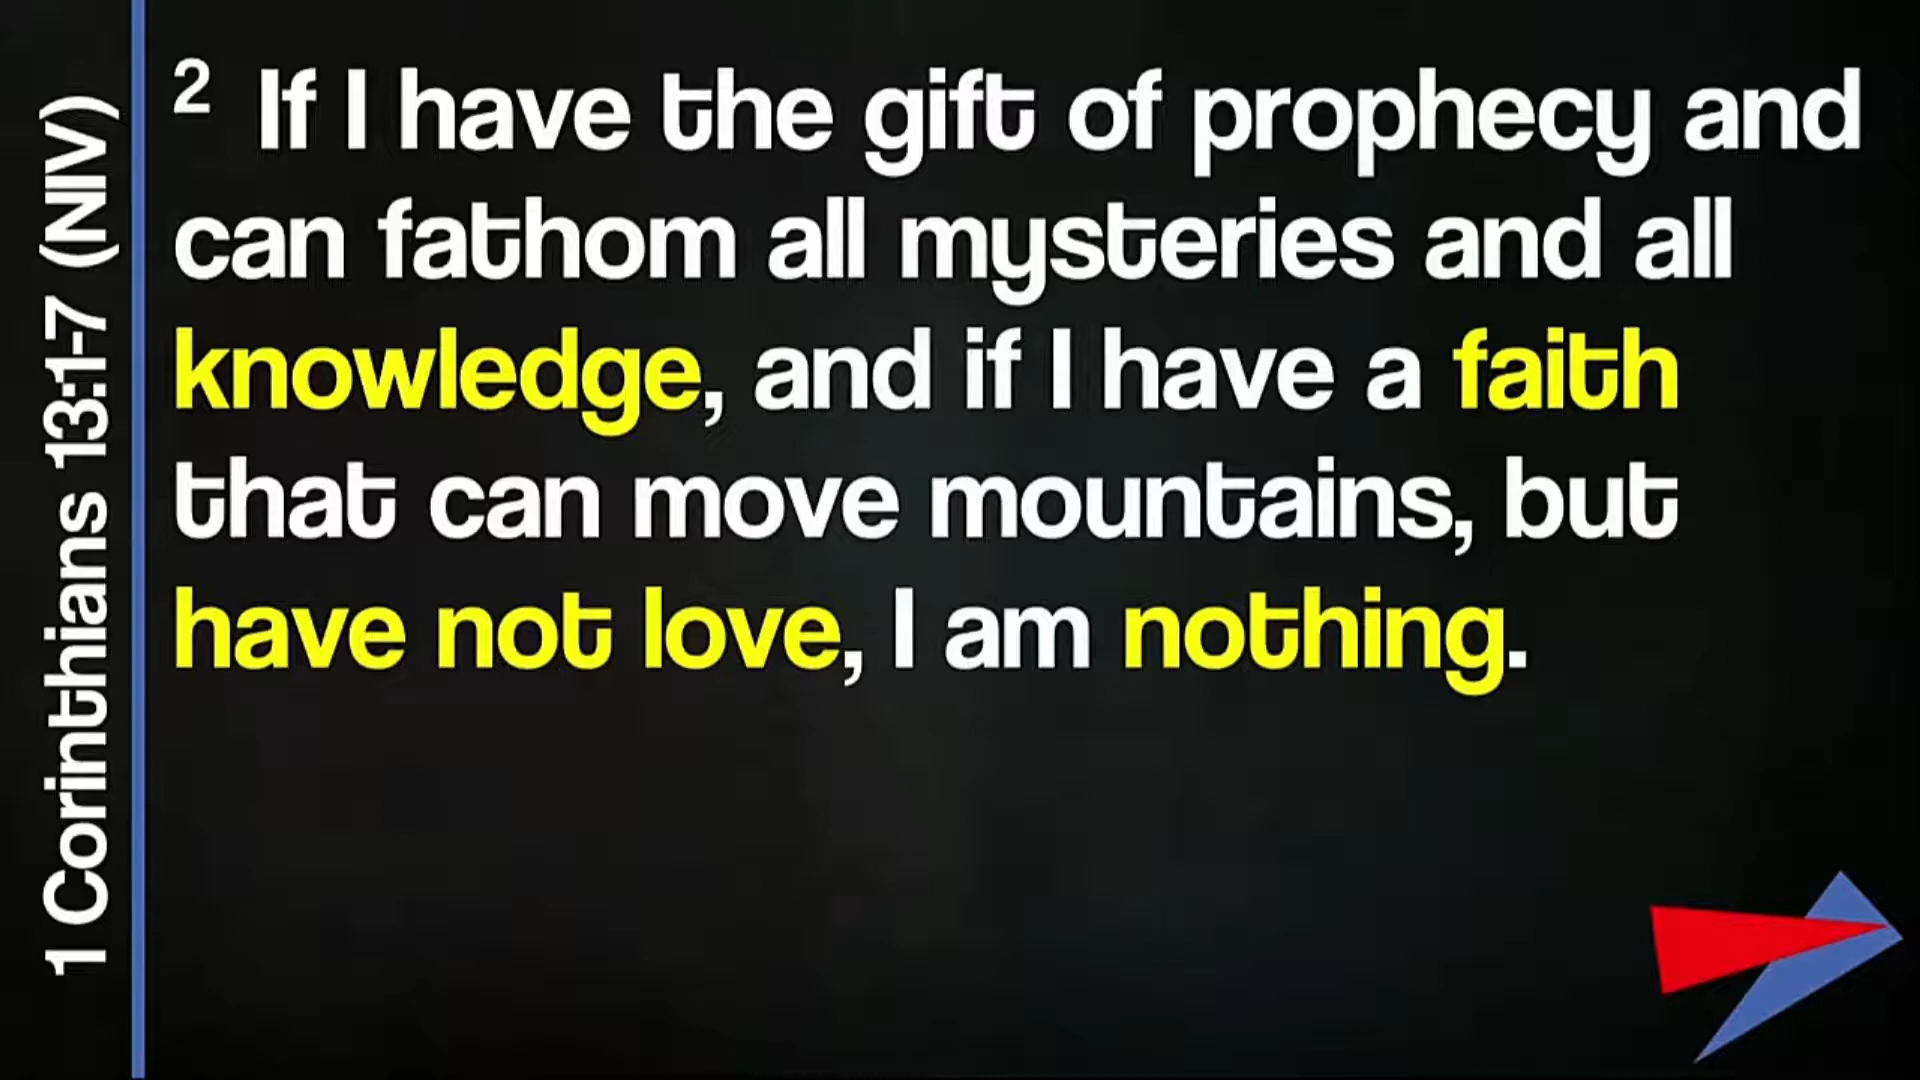 1 Corinthians 13:1-7 (NIV)
2 If I have the gift of prophecy and
can fathom all mysteries and all
knowledge, and if I have a faith
that can move mountains, but
have not love, I am nothing.